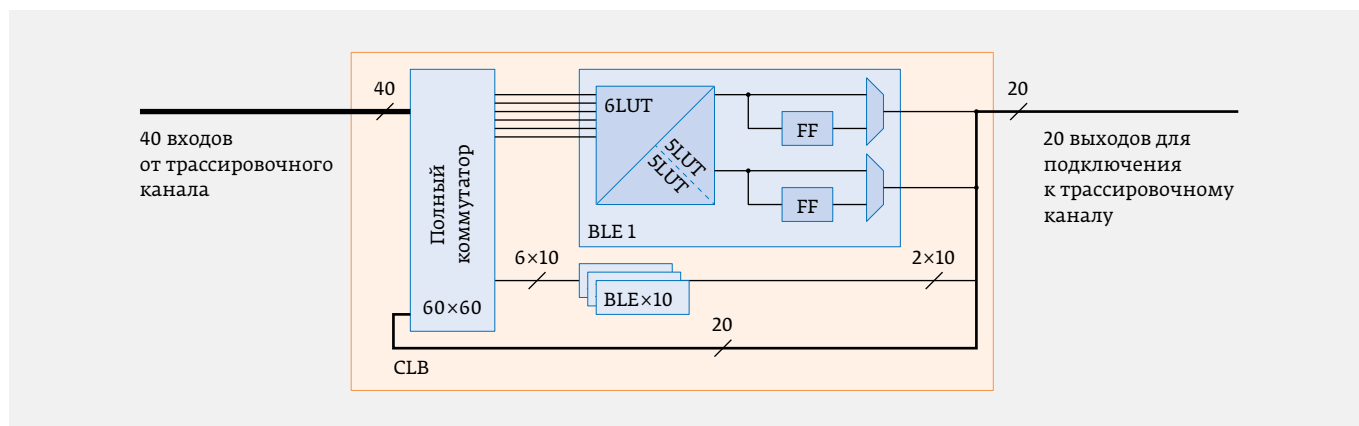 40
40 входов
от трассировочного
канала
Полный
коммутатор
60×60
6LUT
5LUT
5LUT
FF
FF
BLE 1
6×10
BLE×10
2×10
20
CLB
20
20 выходов для
подключения
к трассировочному
каналу